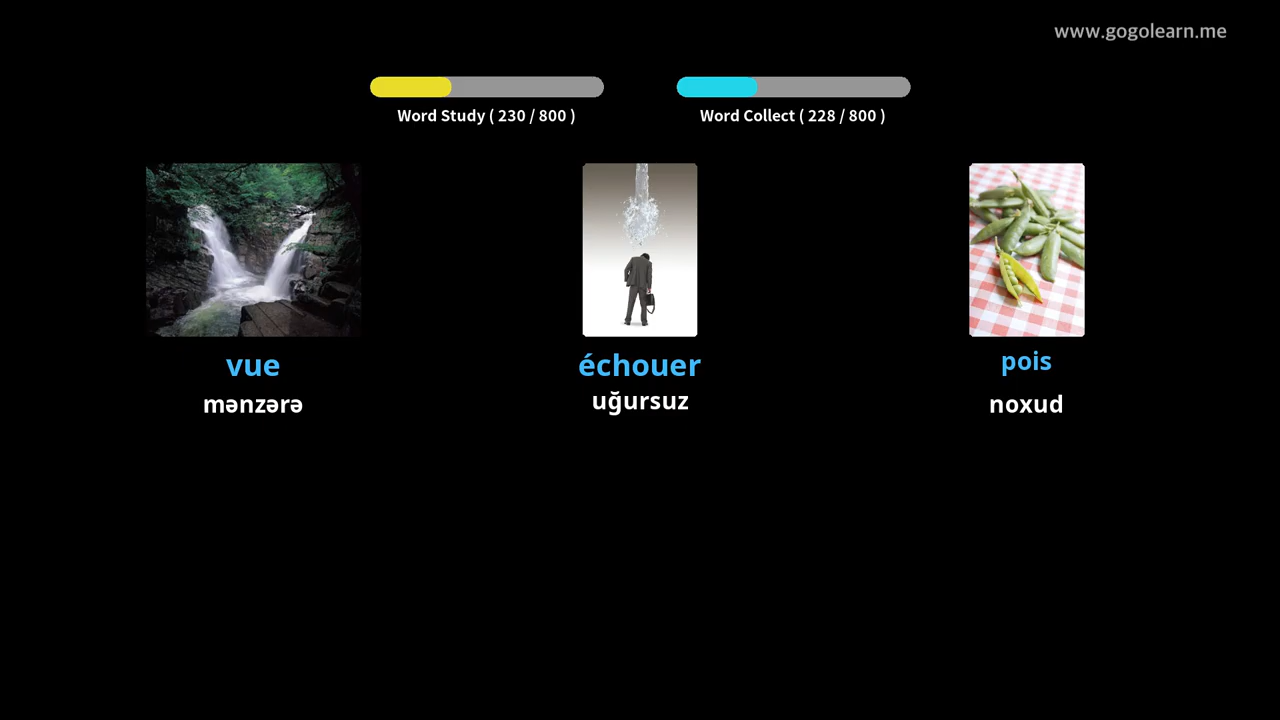 www.gogolearn.me
Word Study ( 230 / 800 )
Word Collect ( 228 / 800 )
vue
mənzərə
échouer
uğursuz
pois
noxud